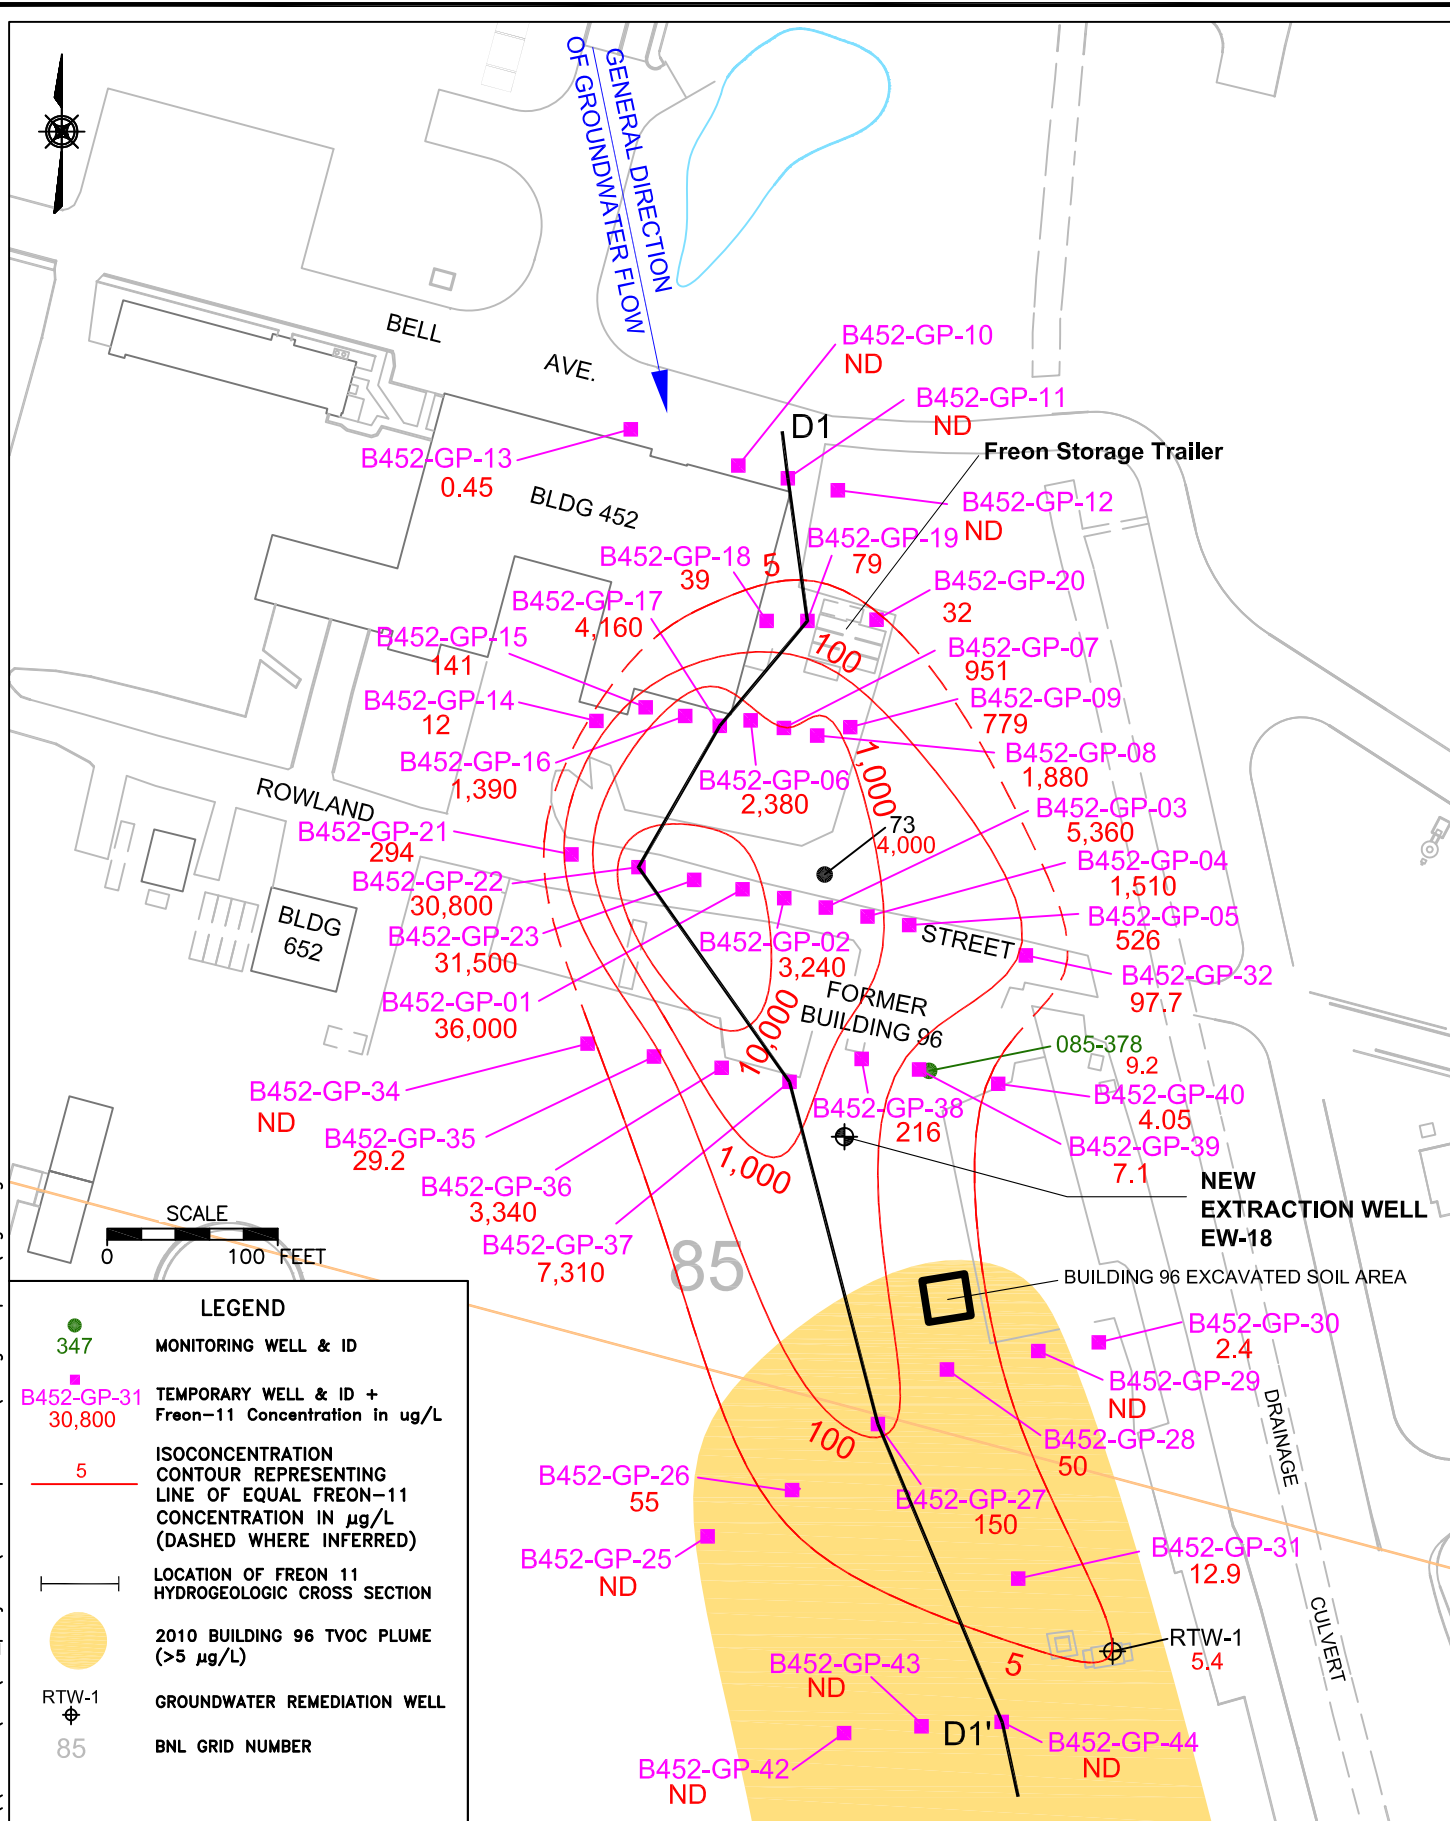 GENERAL DIRECTION
OF GROUNDWATER FLOW
BELL
AVE.
B452-GP-10
ND
B452-GP-11
ND
D1
Freon Storage Trailer
B452-GP-13
0.45
BLDG 452
B452-GP-12
ND
B452-GP-19
79
B452-GP-18
39
5
B452-GP-20
32
B452-GP-17
4,160
100
B452-GP-15
141
B452-GP-07
951
B452-GP-14
12
B452-GP-09
779
B452-GP-16
1,390
B452-GP-08
1,880
B452-GP-06
2,380
1,000
ROWLAND
B452-GP-03
5,360
73
4,000
B452-GP-21
294
B452-GP-04
1,510
B452-GP-22
30,800
BLDG
652
B452-GP-05
526
B452-GP-23
31,500
B452-GP-02
3,240
STREET
B452-GP-32
97.7
B452-GP-01
36,000
FORMER
BUILDING 96
10,000
085-378
9.2
B452-GP-34
ND
B452-GP-40
4.05
B452-GP-38
216
B452-GP-35
29.2
B452-GP-39
7.1
1,000
B452-GP-36
3,340
NEW
EXTRACTION WELL
EW-18
SCALE
0 100 FEET
B452-GP-37
7,310
85
BUILDING 96 EXCAVATED SOIL AREA
B452-GP-30
2.4
B452-GP-29
ND
B452-GP-28
50
100
DRAINAGE
CULVERT
B452-GP-26
55
B452-GP-27
150
B452-GP-25
ND
B452-GP-31
12.9
RTW-1
5.4
5
B452-GP-43
ND
D1'
B452-GP-44
ND
B452-GP-42
ND
LEGEND
347
MONITORING WELL & ID
B452-GP-31
30,800
TEMPORARY WELL & ID +
Freon-11 Concentration in ug/L
5
ISOCONCENTRATION
CONTOUR REPRESENTING
LINE OF EQUAL FREON-11
CONCENTRATION IN µg/L
(DASHED WHERE INFERRED)
LOCATION OF FREON 11
HYDROGEOLOGIC CROSS SECTION
2010 BUILDING 96 TVOC PLUME
(>5 µg/L)
RTW-1
GROUNDWATER REMEDIATION WELL
85
BNL GRID NUMBER